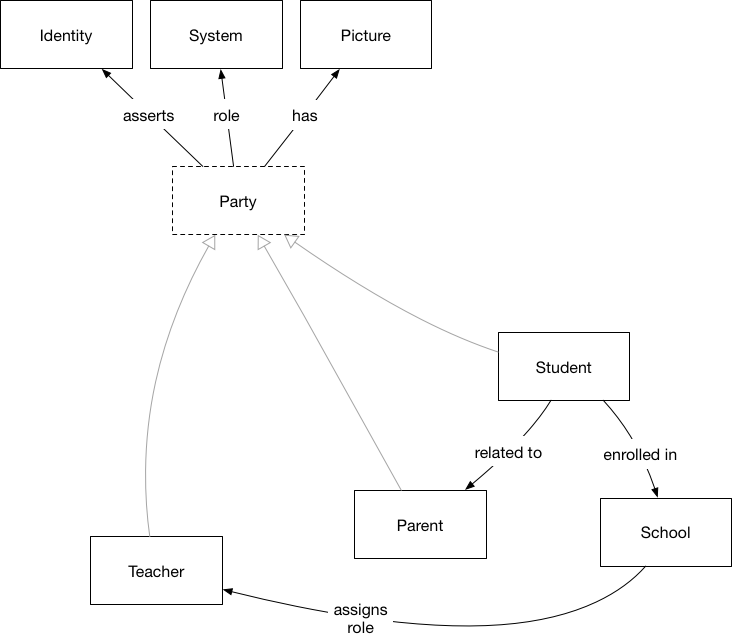 Identity
System
Picture
asserts
role
has
Party
Student
related to
enrolled in
Parent
School
Teacher
assigns
role